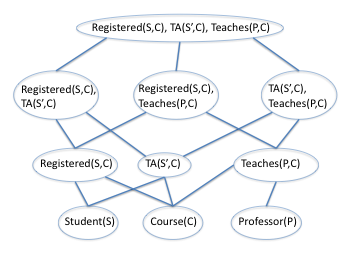 Registered(S,C), TA(S’,C), Teaches(P,C)
Registered(S,C),
TA(S’,C)
Registered(S,C),
Teaches(P,C)
TA(S’,C),
Teaches(P,C)
Registered(S,C)
TA(S’,C)
Teaches(P,C)
Student(S)
Course(C)
Professor(P)